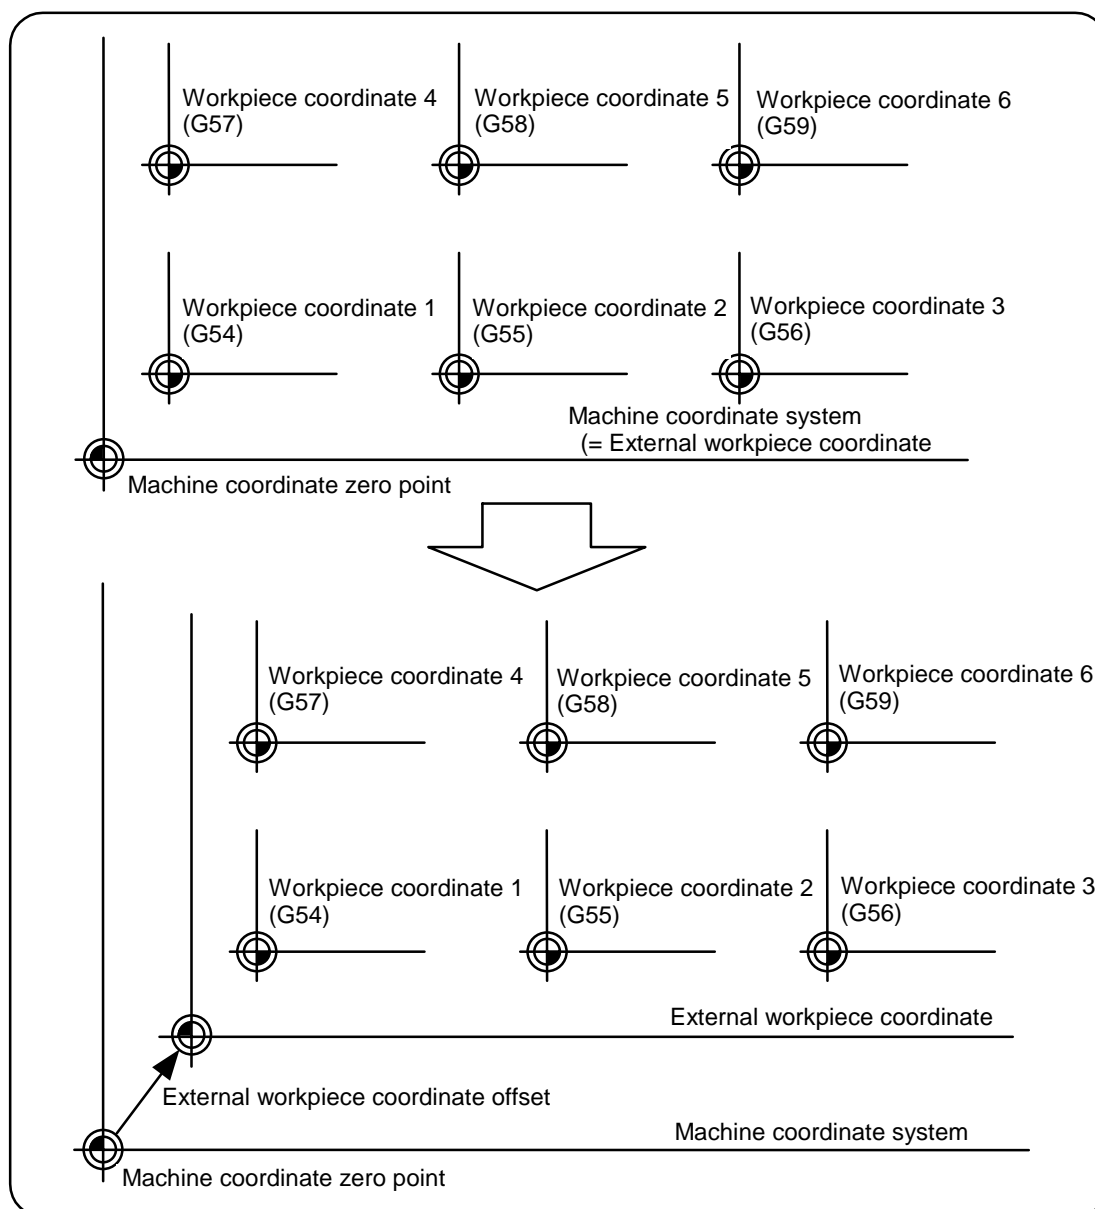 Workpiece coordinate 4
(G57)
Workpiece coordinate 5
(G58)
Workpiece coordinate 6
(G59)
Workpiece coordinate 1
(G54)
Workpiece coordinate 2
(G55)
Workpiece coordinate 3
(G56)
Machine coordinate system
(= External workpiece coordinate
Machine coordinate zero point
Workpiece coordinate 4
(G57)
Workpiece coordinate 5
(G58)
Workpiece coordinate 6
(G59)
Workpiece coordinate 1
(G54)
Workpiece coordinate 2
(G55)
Workpiece coordinate 3
(G56)
External workpiece coordinate
External workpiece coordinate offset
Machine coordinate system
Machine coordinate zero point